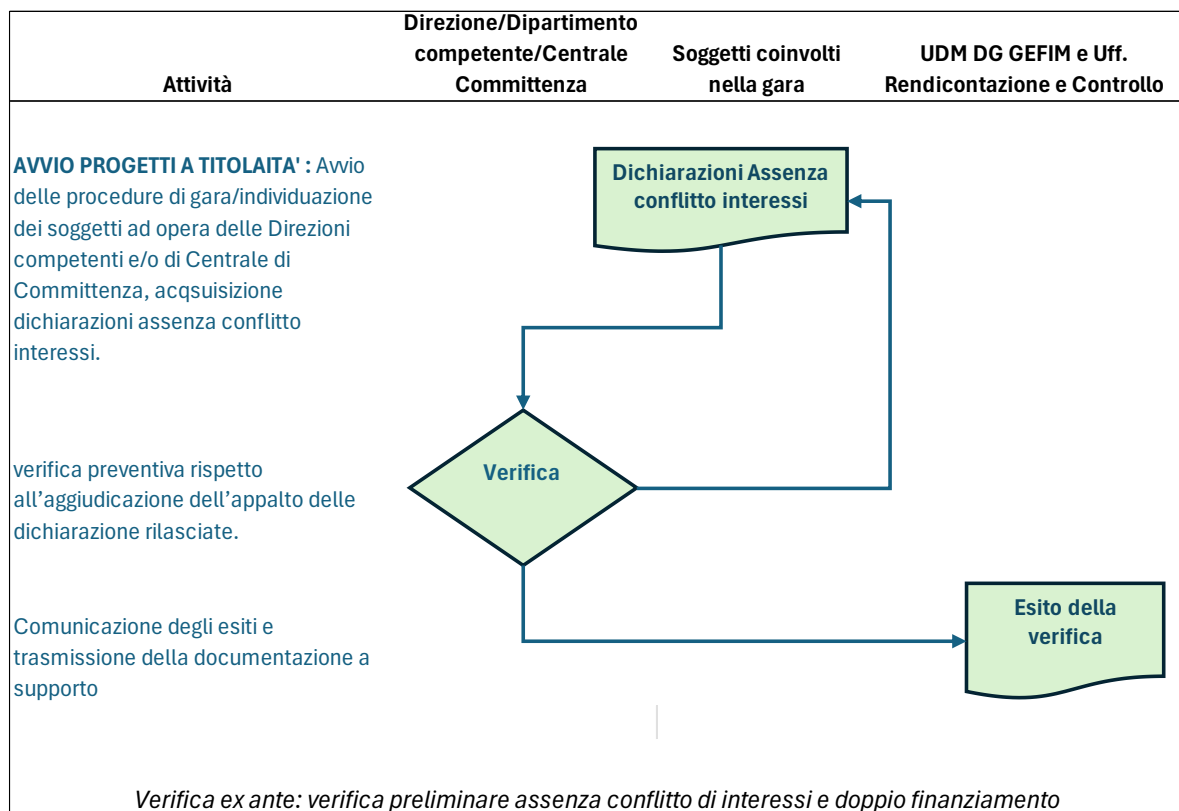 Attività
Direzione/Dipartimento
competente/Centrale
Committenza
Soggetti coinvolti
nella gara
UDM DG GEFIM e Uff.
Rendicontazione e Controllo
AVVIO PROGETTI A TITOLAITA' : Avvio
delle procedure di gara/individuazione
dei soggetti ad opera delle Direzioni
competenti e/o di Centrale di
Committenza, acqsuisizione
dichiarazioni assenza conflitto
interessi.
Dichiarazioni Assenza
conflitto interessi
verifica preventiva rispetto
all’aggiudicazione dell’appalto delle
dichiarazione rilasciate.
Verifica
Comunicazione degli esiti e
trasmissione della documentazione a
supporto
Esito della
verifica
Verifica ex ante: verifica preliminare assenza conflitto di interessi e doppio finanziamento